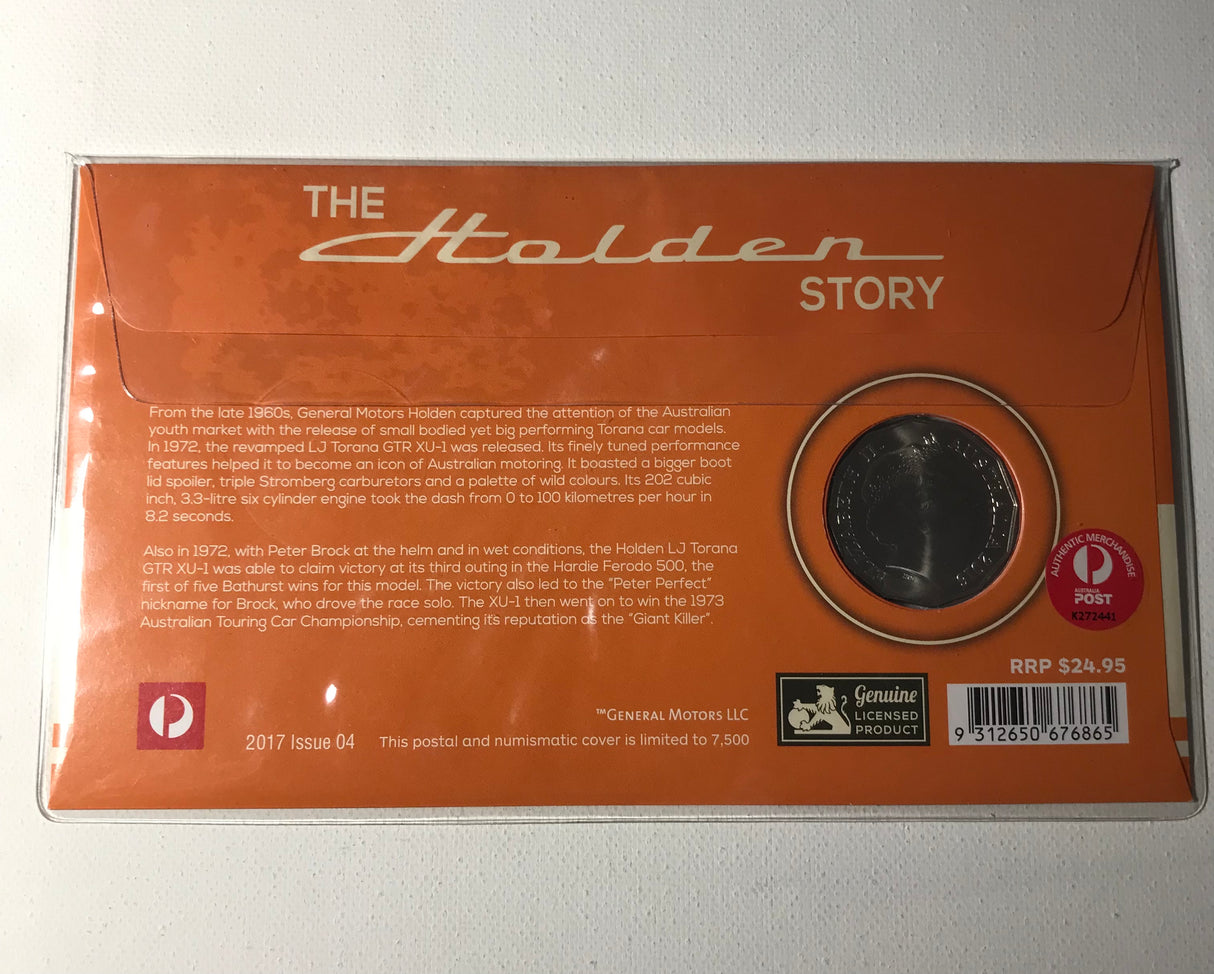 THE
Holden
STORY
From the late 1960s, General Motors Holden captured the attention of the Australian
youth market with the release of small bodied yet big performing Torana car models.
In 1972, the revamped LJ Torana GTR XU-1 was released. Its finely tuned performance
features helped it to become an icon of Australian motoring. It boasted a bigger boot
lid spoiler, triple Stromberg carburetors and a palette of wild colours. Its 202 cubic
inch, 3.3-litre six cylinder engine took the dash from 0 to 100 kilometres per hour in
8.2 seconds.
Also in 1972, with Peter Brock at the helm and in wet conditions, the Holden LJ Torana
GTR XU-1 was able to claim victory at its third outing in the Hardie Ferodo 500, the
first of five Bathurst wins for this model. The victory also led to the "Peter Perfect"
nickname for Brock, who drove the race solo. The XU-1 then went on to win the 1973
Australian Touring Car Championship, cementing it's reputation as the "Giant Killer".
ELIZABETH II AUSTRALIA 2016
AUTHENTIC MERCHANDISE
AUSTRALIA
POST
K272441
RRP $24.95
™GENERAL MOTORS LLC
2017 Issue 04 This postal and numismatic cover is limited to 7,500
Genuine
LICENSED
PRODUCT
9 312650 676865